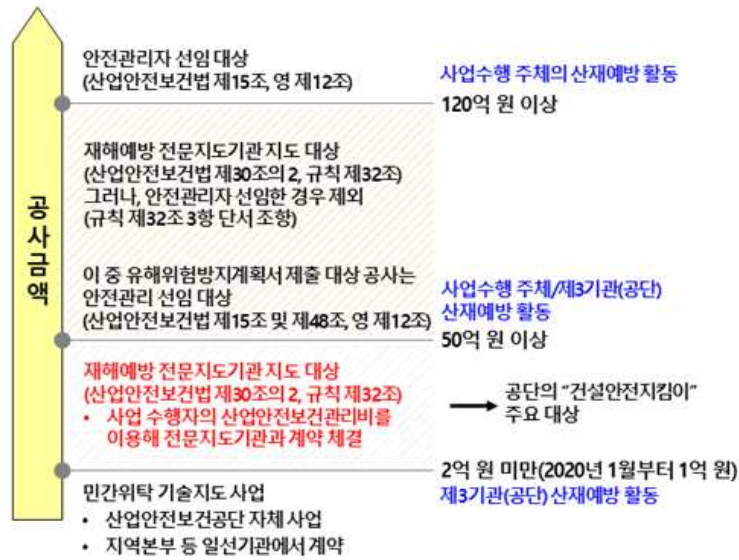 공사금액
안전관리자 선임 대상
(산업안전보건법 제15조, 영 제12조)
사업수행 주체의 산재예방 활동
120억 원 이상
재해예방 전문지도기관 지도 대상
(산업안전보건법 제30조의 2, 규칙 제32조)
그러나, 안전관리자 선임한 경우 제외
(규칙 제32조 3항 단서 조항)
이 중 유해위험방지계획서 제출 대상 공사는
안전관리 선임 대상
(산업안전보건법 제15조 및 제48조, 영 제12조)
사업수행 주체/제3기관(공단)
산재예방 활동
50억 원 이상
재해예방 전문지도기관 지도 대상
(산업안전보건법 제30조의 2, 규칙 제32조)
• 사업 수행자의 산업안전보건관리비를
이용해 전문지도기관과 계약 체결
공단의 “건설안전지킴이”
주요 대상
2억 원 미만(2020년 1월부터 1억 원)
제3기관(공단) 산재예방 활동
민간위탁 기술지도 사업
• 산업안전보건공단 자체 사업
• 지역본부 등 일선기관에서 계약